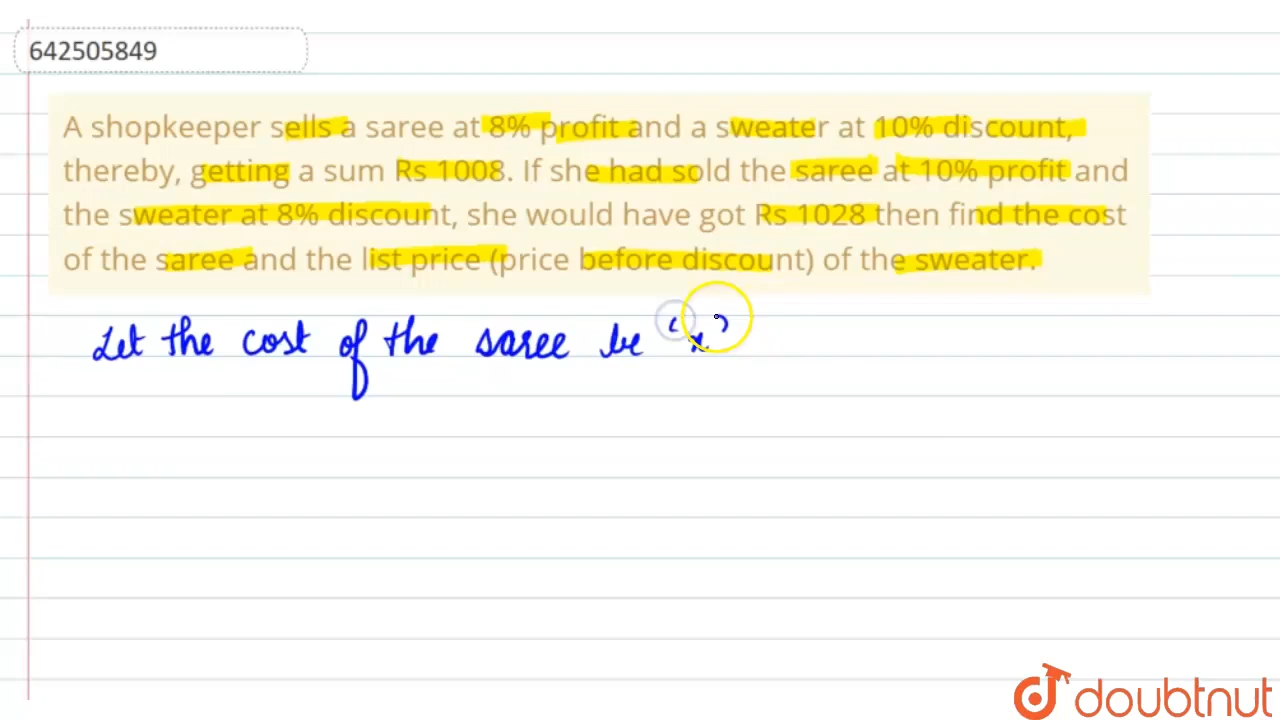 642505849
A shopkeeper sells a saree at 8% profit and a sweater at 10% discount,
thereby, getting a sum Rs 1008. If she had sold the saree at 10% profit and
the sweater at 8% discount, she would have got Rs 1028 then find the cost
of the saree and the list price (price before discount) of the sweater.
Let the cost of the saree be ‘x’
doubtnut